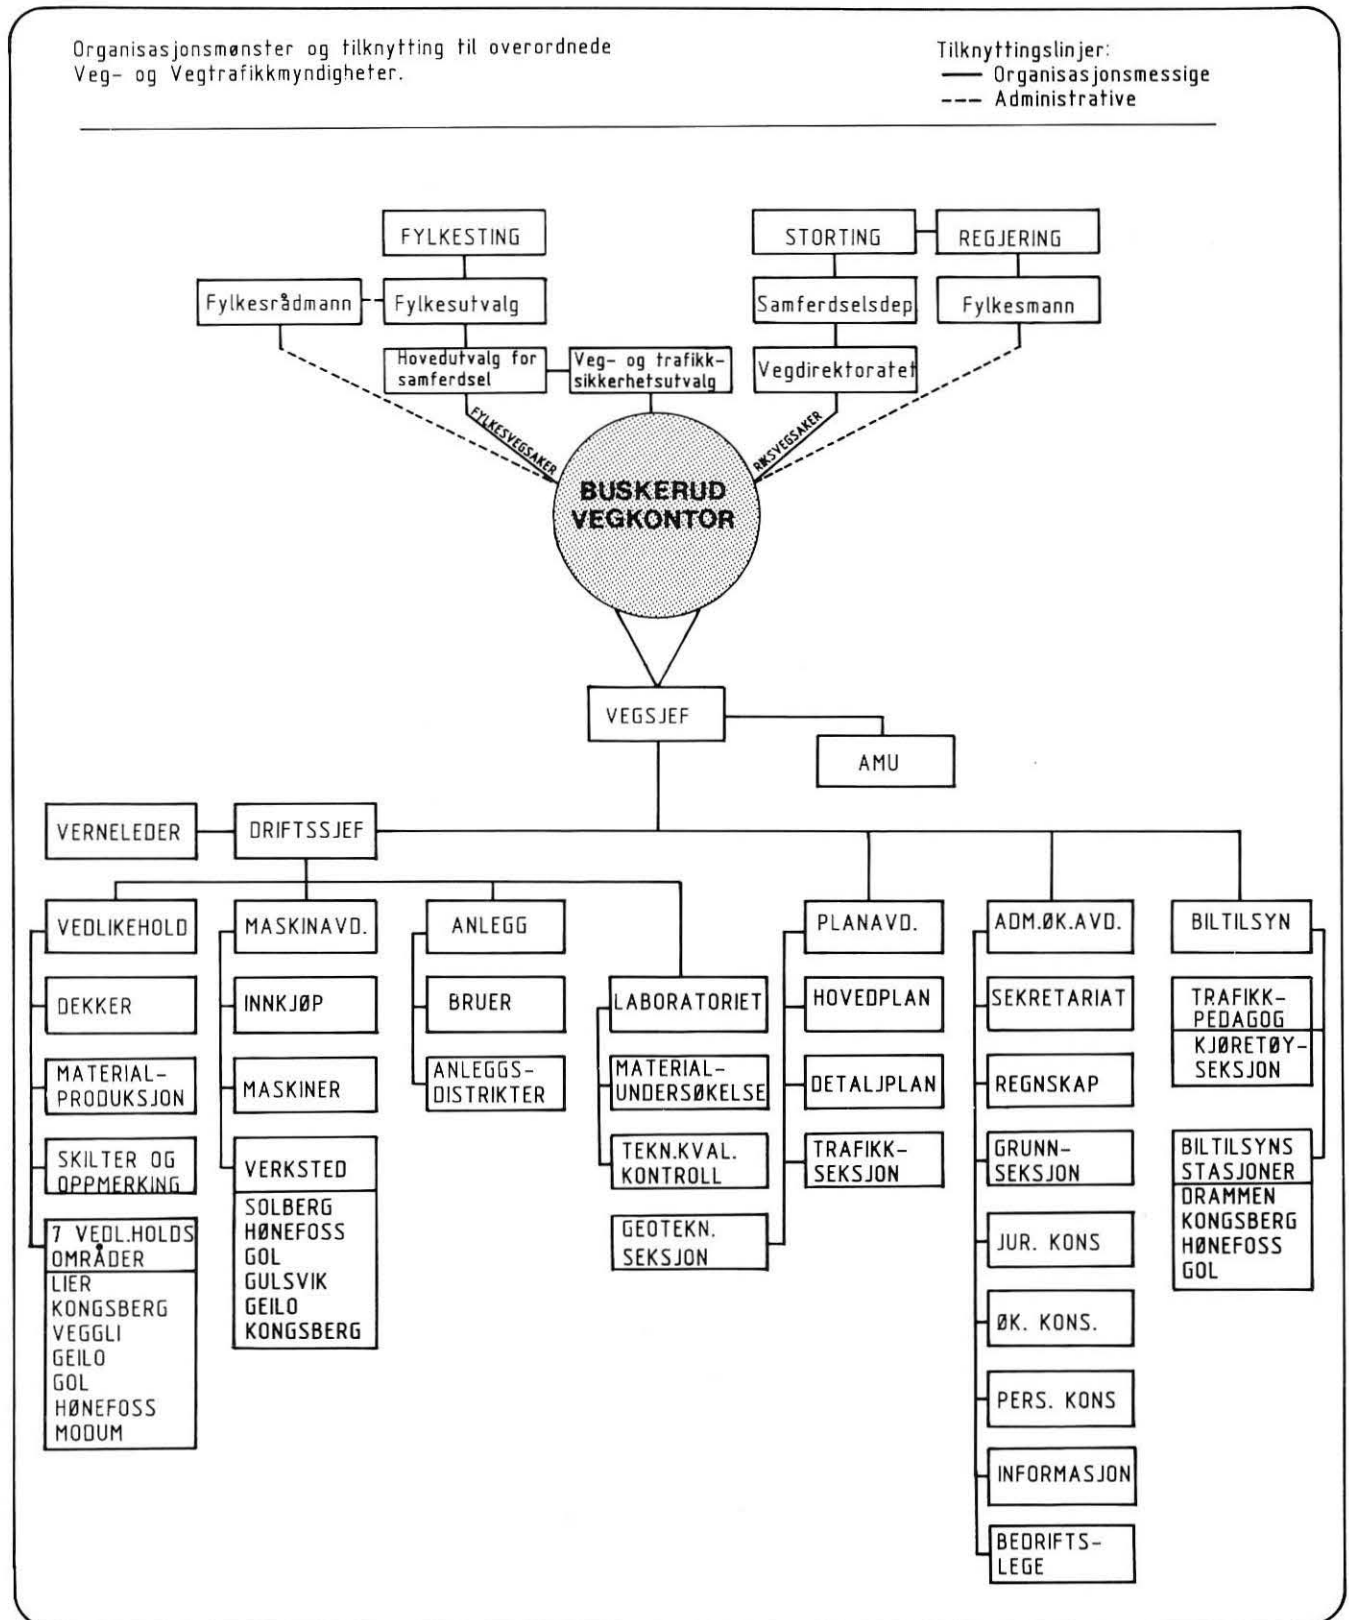 Organisasjonsmønster og tilknytting til overordnede
Veg- og Vegtrafikkmyndigheter.
Tilknyttingslinjer:
Organisasjonsmessige
Administrative
FYLKESTING
STORTING
REGJERING
Fylkesrådmann
Fylkesutvalg
Samferdselsdep
Fylkesmann
Hovedutvalg for
samferdsel
Veg- og trafikk-
sikkerhetsutvalg
Vegdirektoratet
FYLKESVEGSAKER
RIKSVEGSAKER
BUSKERUD
VEGKONTOR
VEGSJEF
AMU
VERNELEDER
DRIFTSSJEF
VEDLIKEHOLD
DEKKER
MATERIAL-
PRODUKSJON
SKILTER OG
OPPMERKING
7 VEDL.HOLDS
OMRÅDER
LIER
KONGSBERG
VEGGLI
GEILO
GOL
HØNEFOSS
MODUM
MASKINAVD.
INNKJØP
MASKINER
VERKSTED
SOLBERG
HØNEFOSS
GOL
GULSVIK
GEILO
KONGSBERG
ANLEGG
BRUER
ANLEGGS-
DISTRIKTER
LABORATORIET
MATERIAL-
UNDERSØKELSE
TEKN.KVAL.
KONTROLL
GEOTEKN.
SEKSJON
PLANAVD.
HOVEDPLAN
DETALJPLAN
TRAFIKK-
SEKSJON
ADM.ØK.AVD.
SEKRETARIAT
REGNSKAP
GRUNN-
SEKSJON
JUR. KONS
ØK. KONS.
PERS. KONS
INFORMASJON
BEDRIFTS-
LEGE
BILTILSYN
TRAFIKK-
PEDAGOG
KJØRETØY-
SEKSJON
BILTILSYNS
STASJONER
DRAMMEN
KONGSBERG
HØNEFOSS
GOL